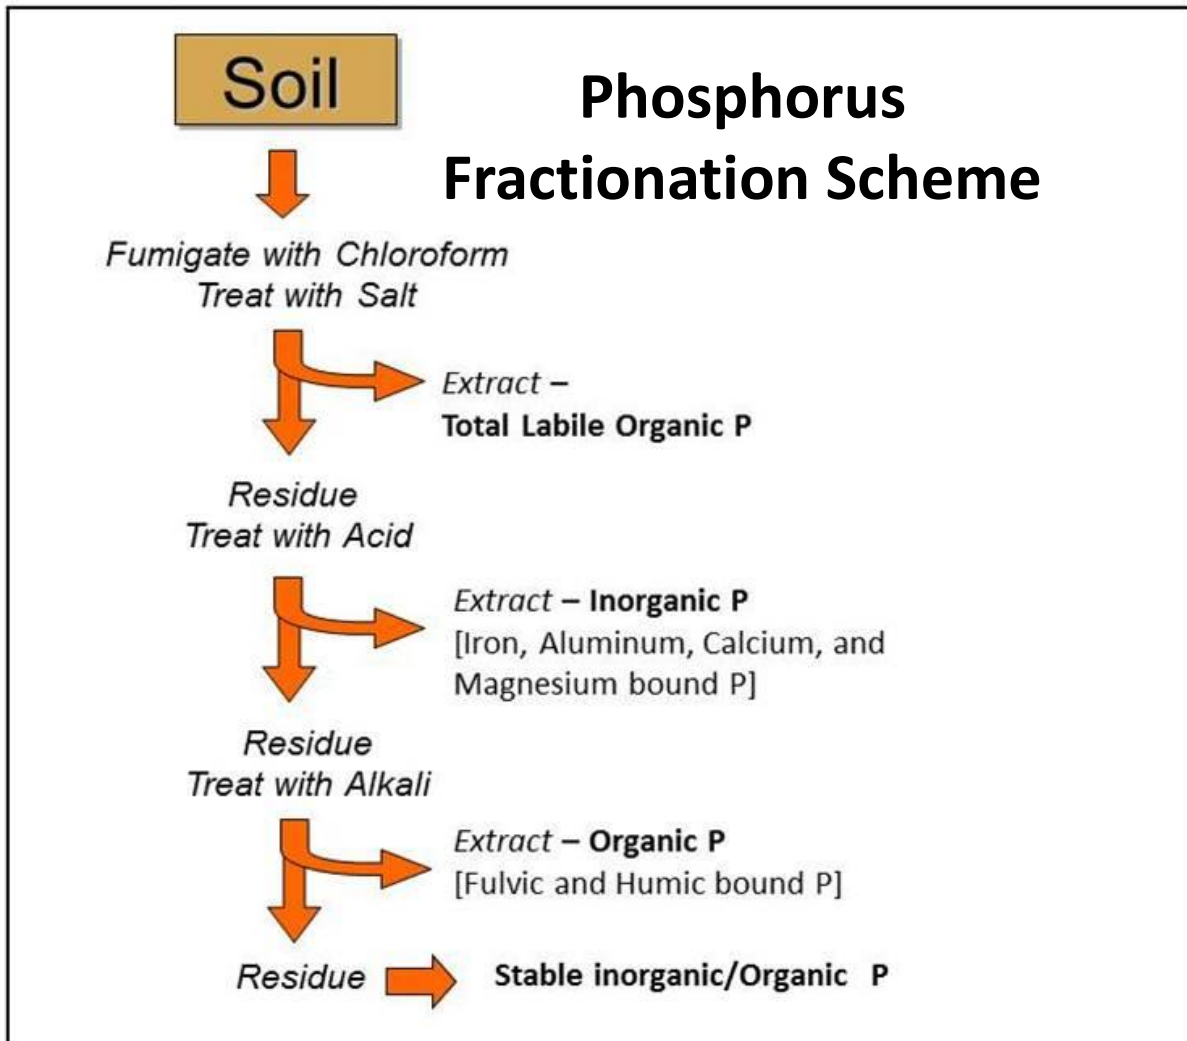 Soil
Phosphorus
Fractionation Scheme
Fumigate with Chloroform
Treat with Salt
Extract –
Total Labile Organic P
Residue
Treat with Acid
Extract – Inorganic P
[Iron, Aluminum, Calcium, and
Magnesium bound P]
Residue
Treat with Alkali
Extract – Organic P
[Fulvic and Humic bound P]
Residue
Stable inorganic/Organic P